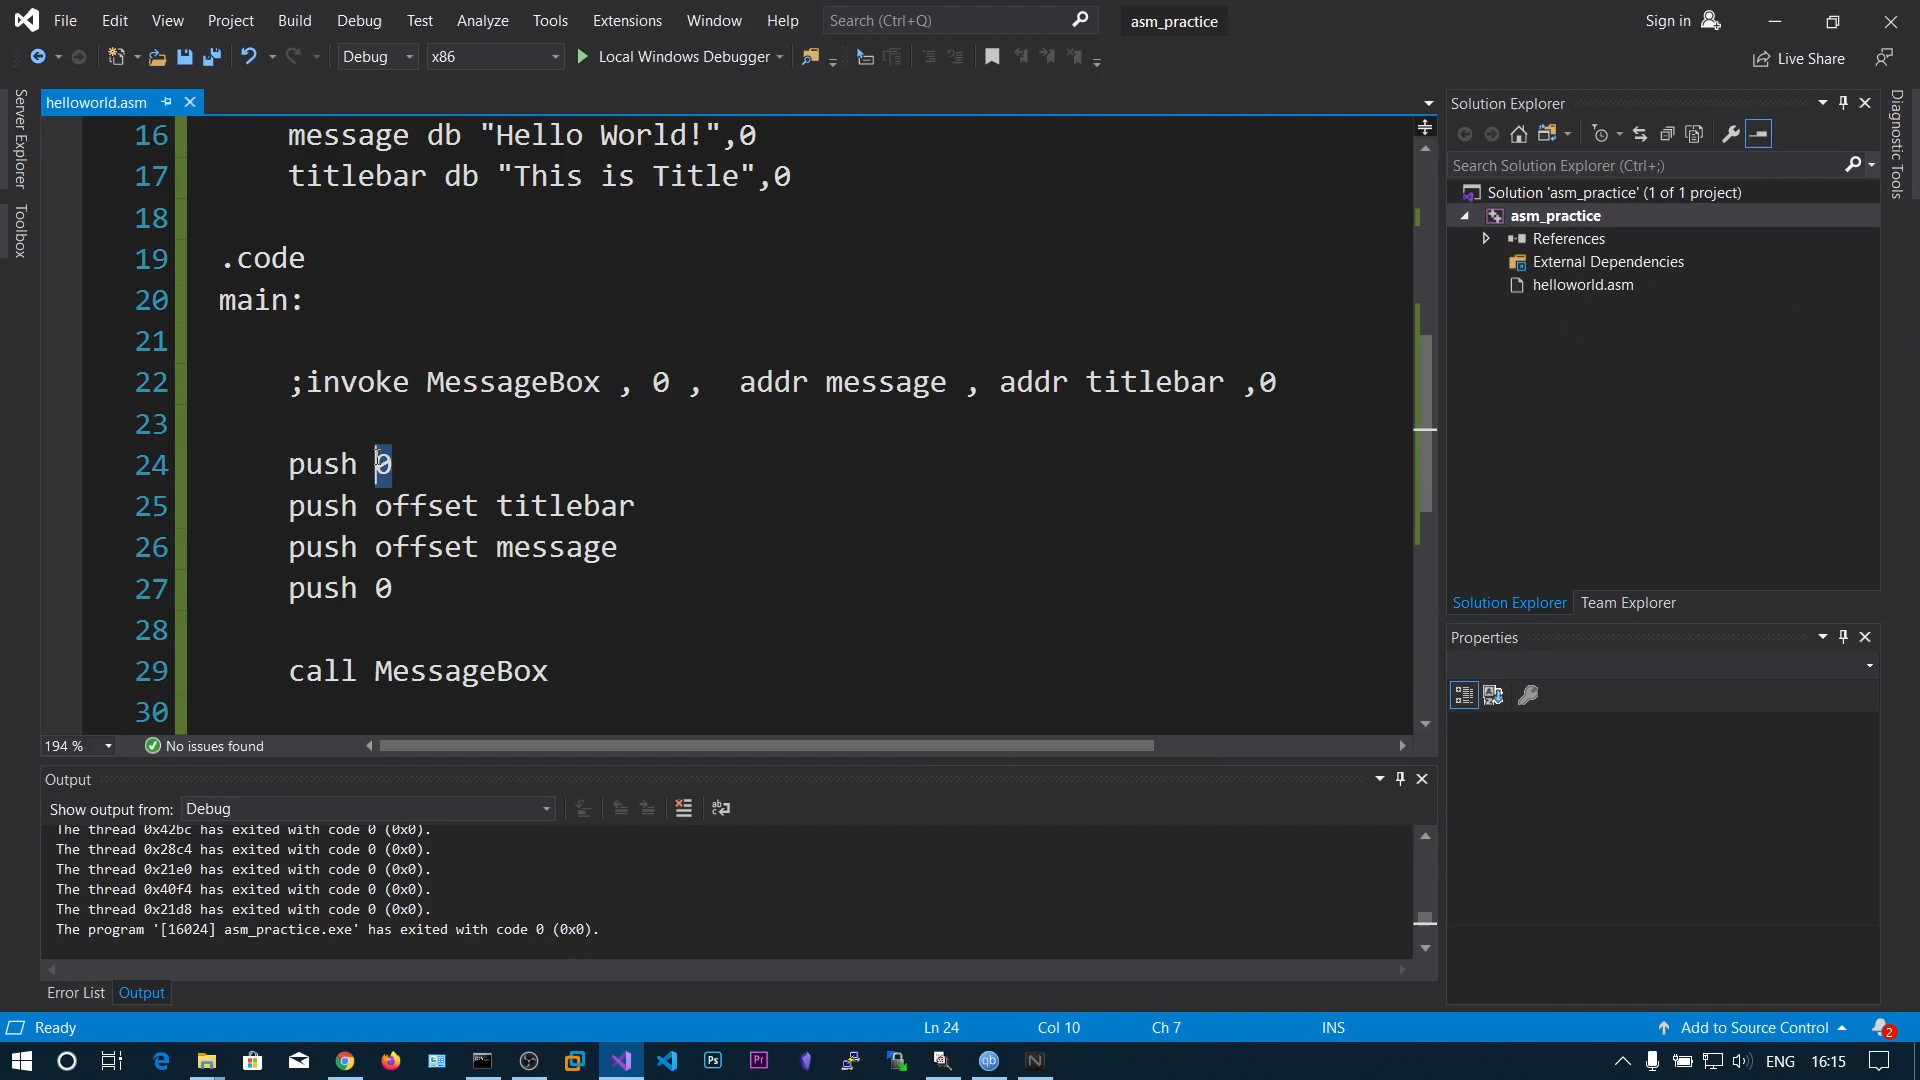 File Edit View Project Build Debug Test Analyze Tools Extensions Window Help Search (Ctrl+Q) asm_practice Sign in
Debug x86 Local Windows Debugger Live Share
Server Explorer
Toolbox
helloworld.asm
16 message db "Hello World!",0
17 titlebar db "This is Title",0
18
19 .code
20 main:
21
22 ;invoke MessageBox , 0 , addr message , addr titlebar ,0
23
24 push 0
25 push offset titlebar
26 push offset message
27 push 0
28
29 call MessageBox
30
194 % No issues found
Output
Show output from: Debug
The thread 0x42bc has exited with code 0 (0x0).
The thread 0x28c4 has exited with code 0 (0x0).
The thread 0x21e0 has exited with code 0 (0x0).
The thread 0x40f4 has exited with code 0 (0x0).
The thread 0x21d8 has exited with code 0 (0x0).
The program '[16024] asm_practice.exe' has exited with code 0 (0x0).
Error List Output
Solution Explorer
Search Solution Explorer (Ctrl+;)
Solution 'asm_practice' (1 of 1 project)
asm_practice
References
External Dependencies
helloworld.asm
Solution Explorer Team Explorer
Properties
Diagnostic Tools
Ready Ln 24 Col 10 Ch 7 INS Add to Source Control 2
Ps Pr qb N ENG 16:15